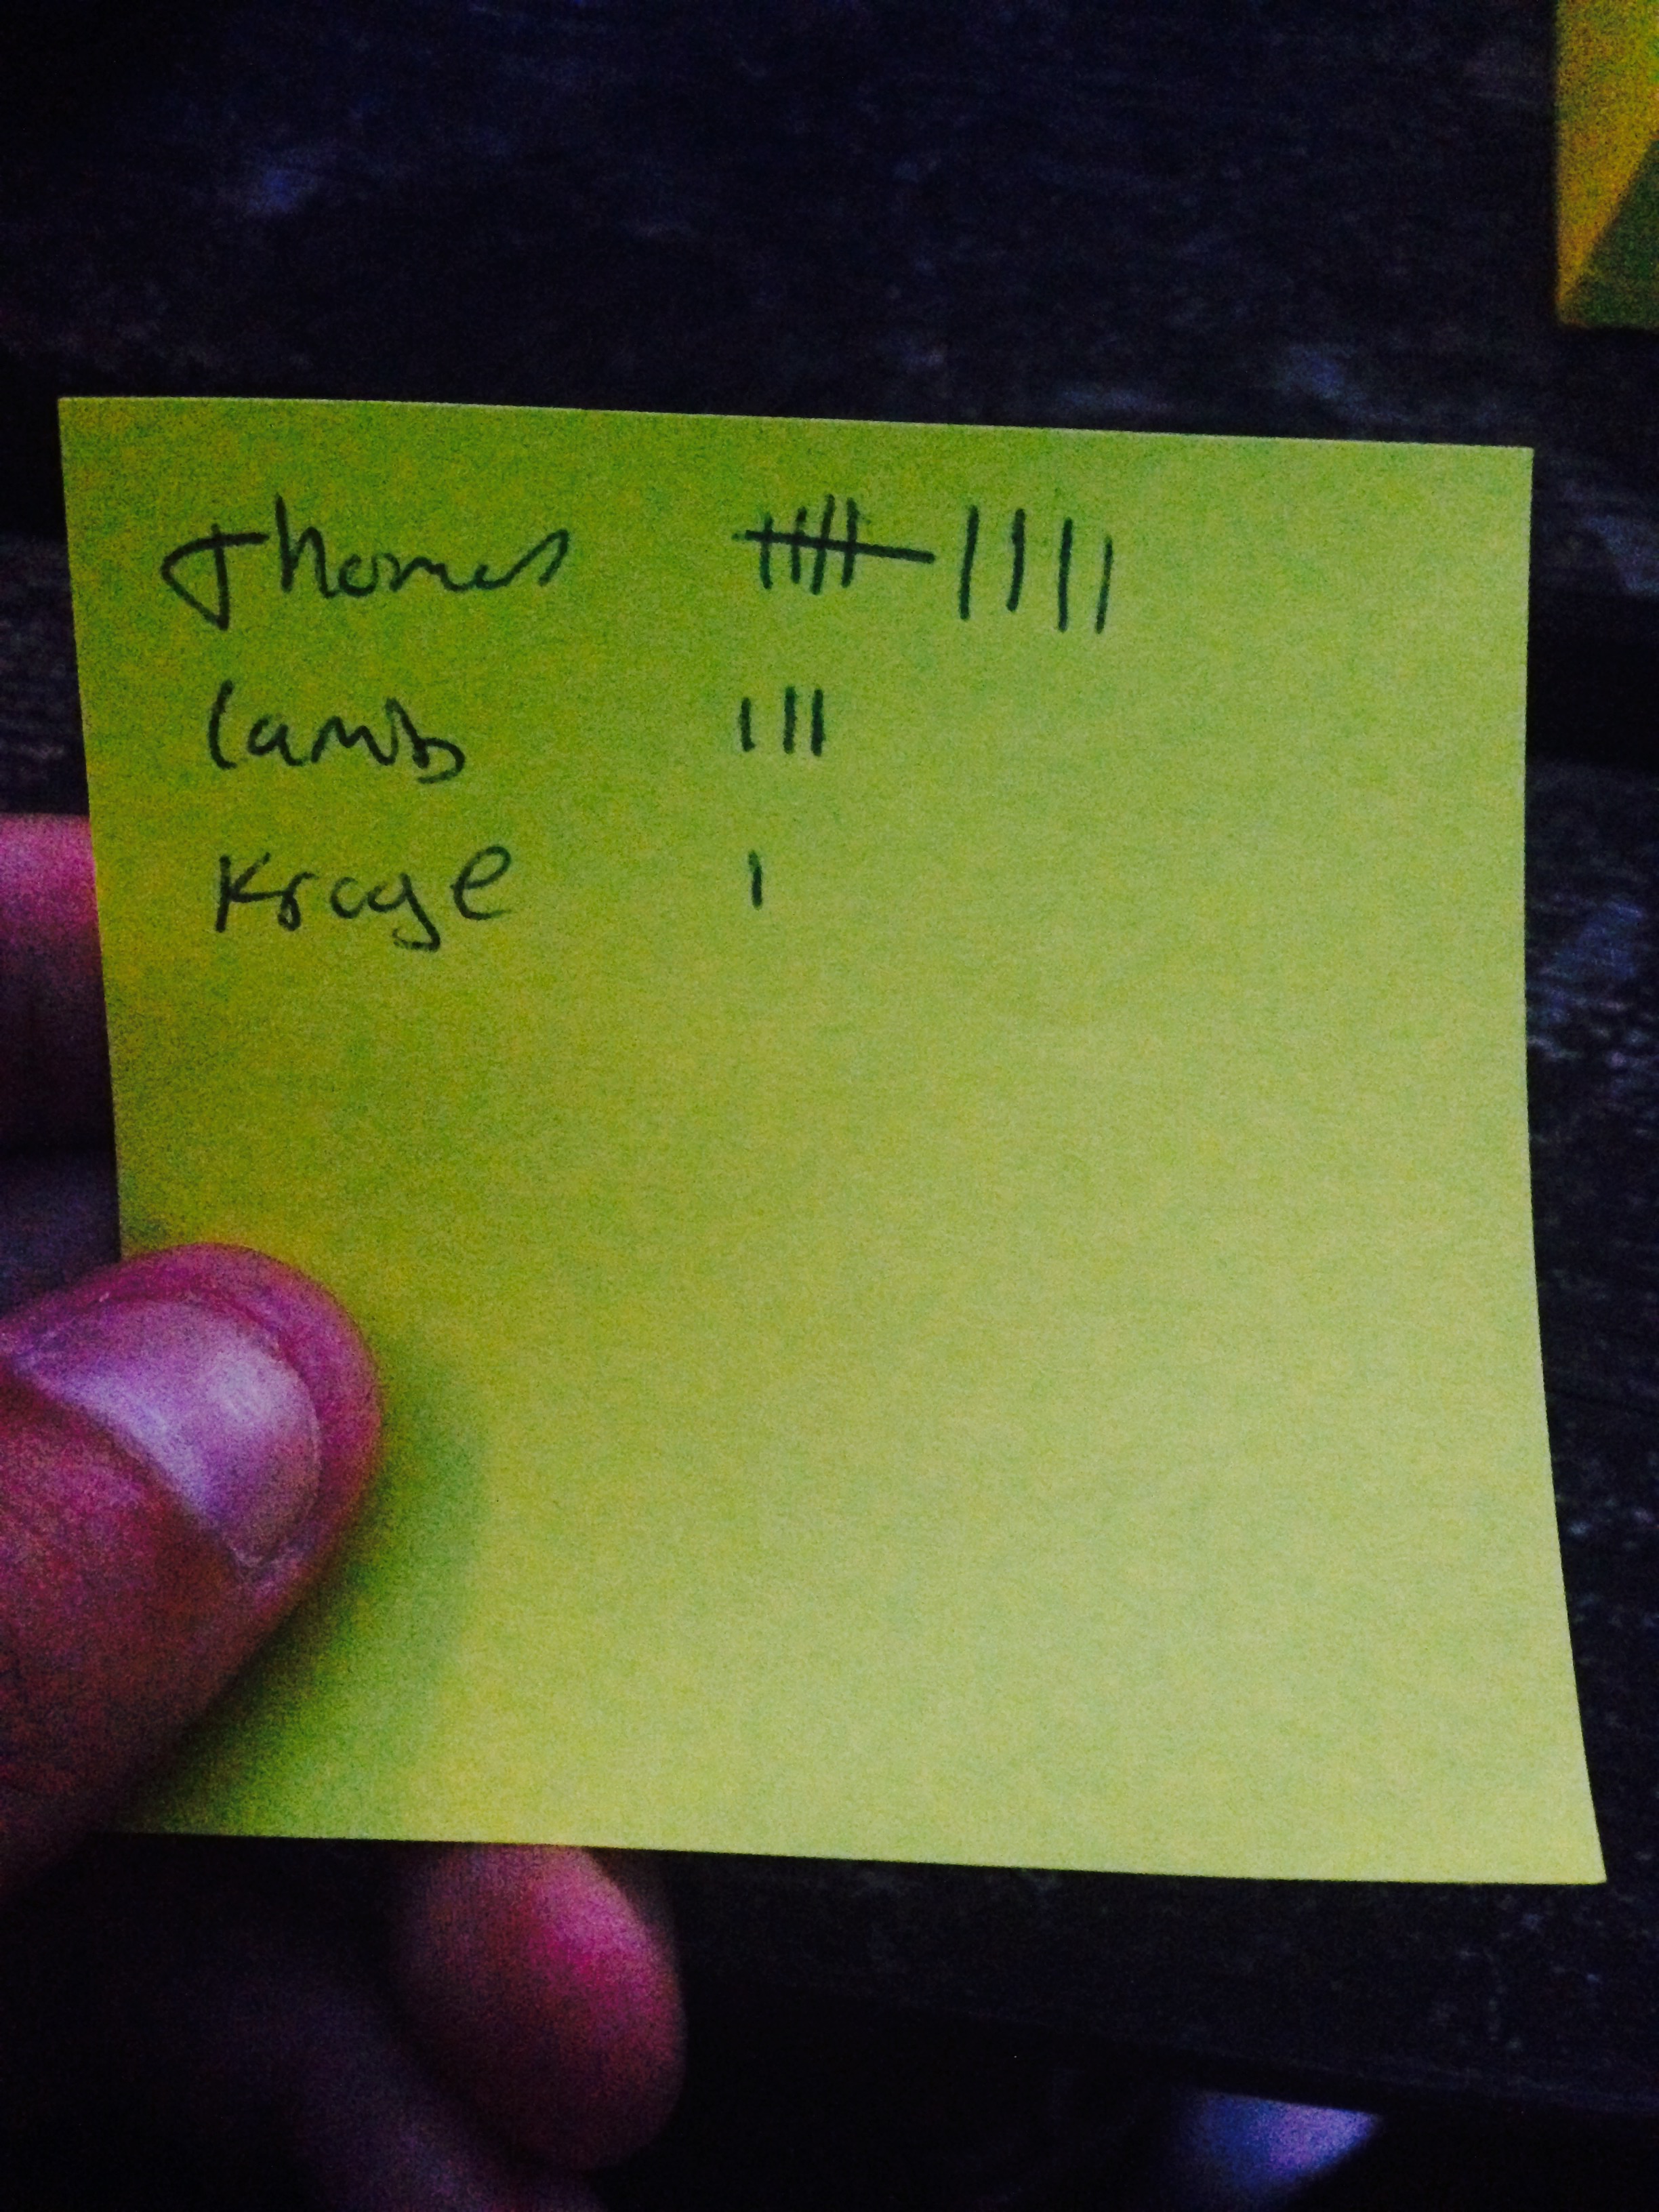 Thomas 𝍸 ||||
Lamb |||
Krage |